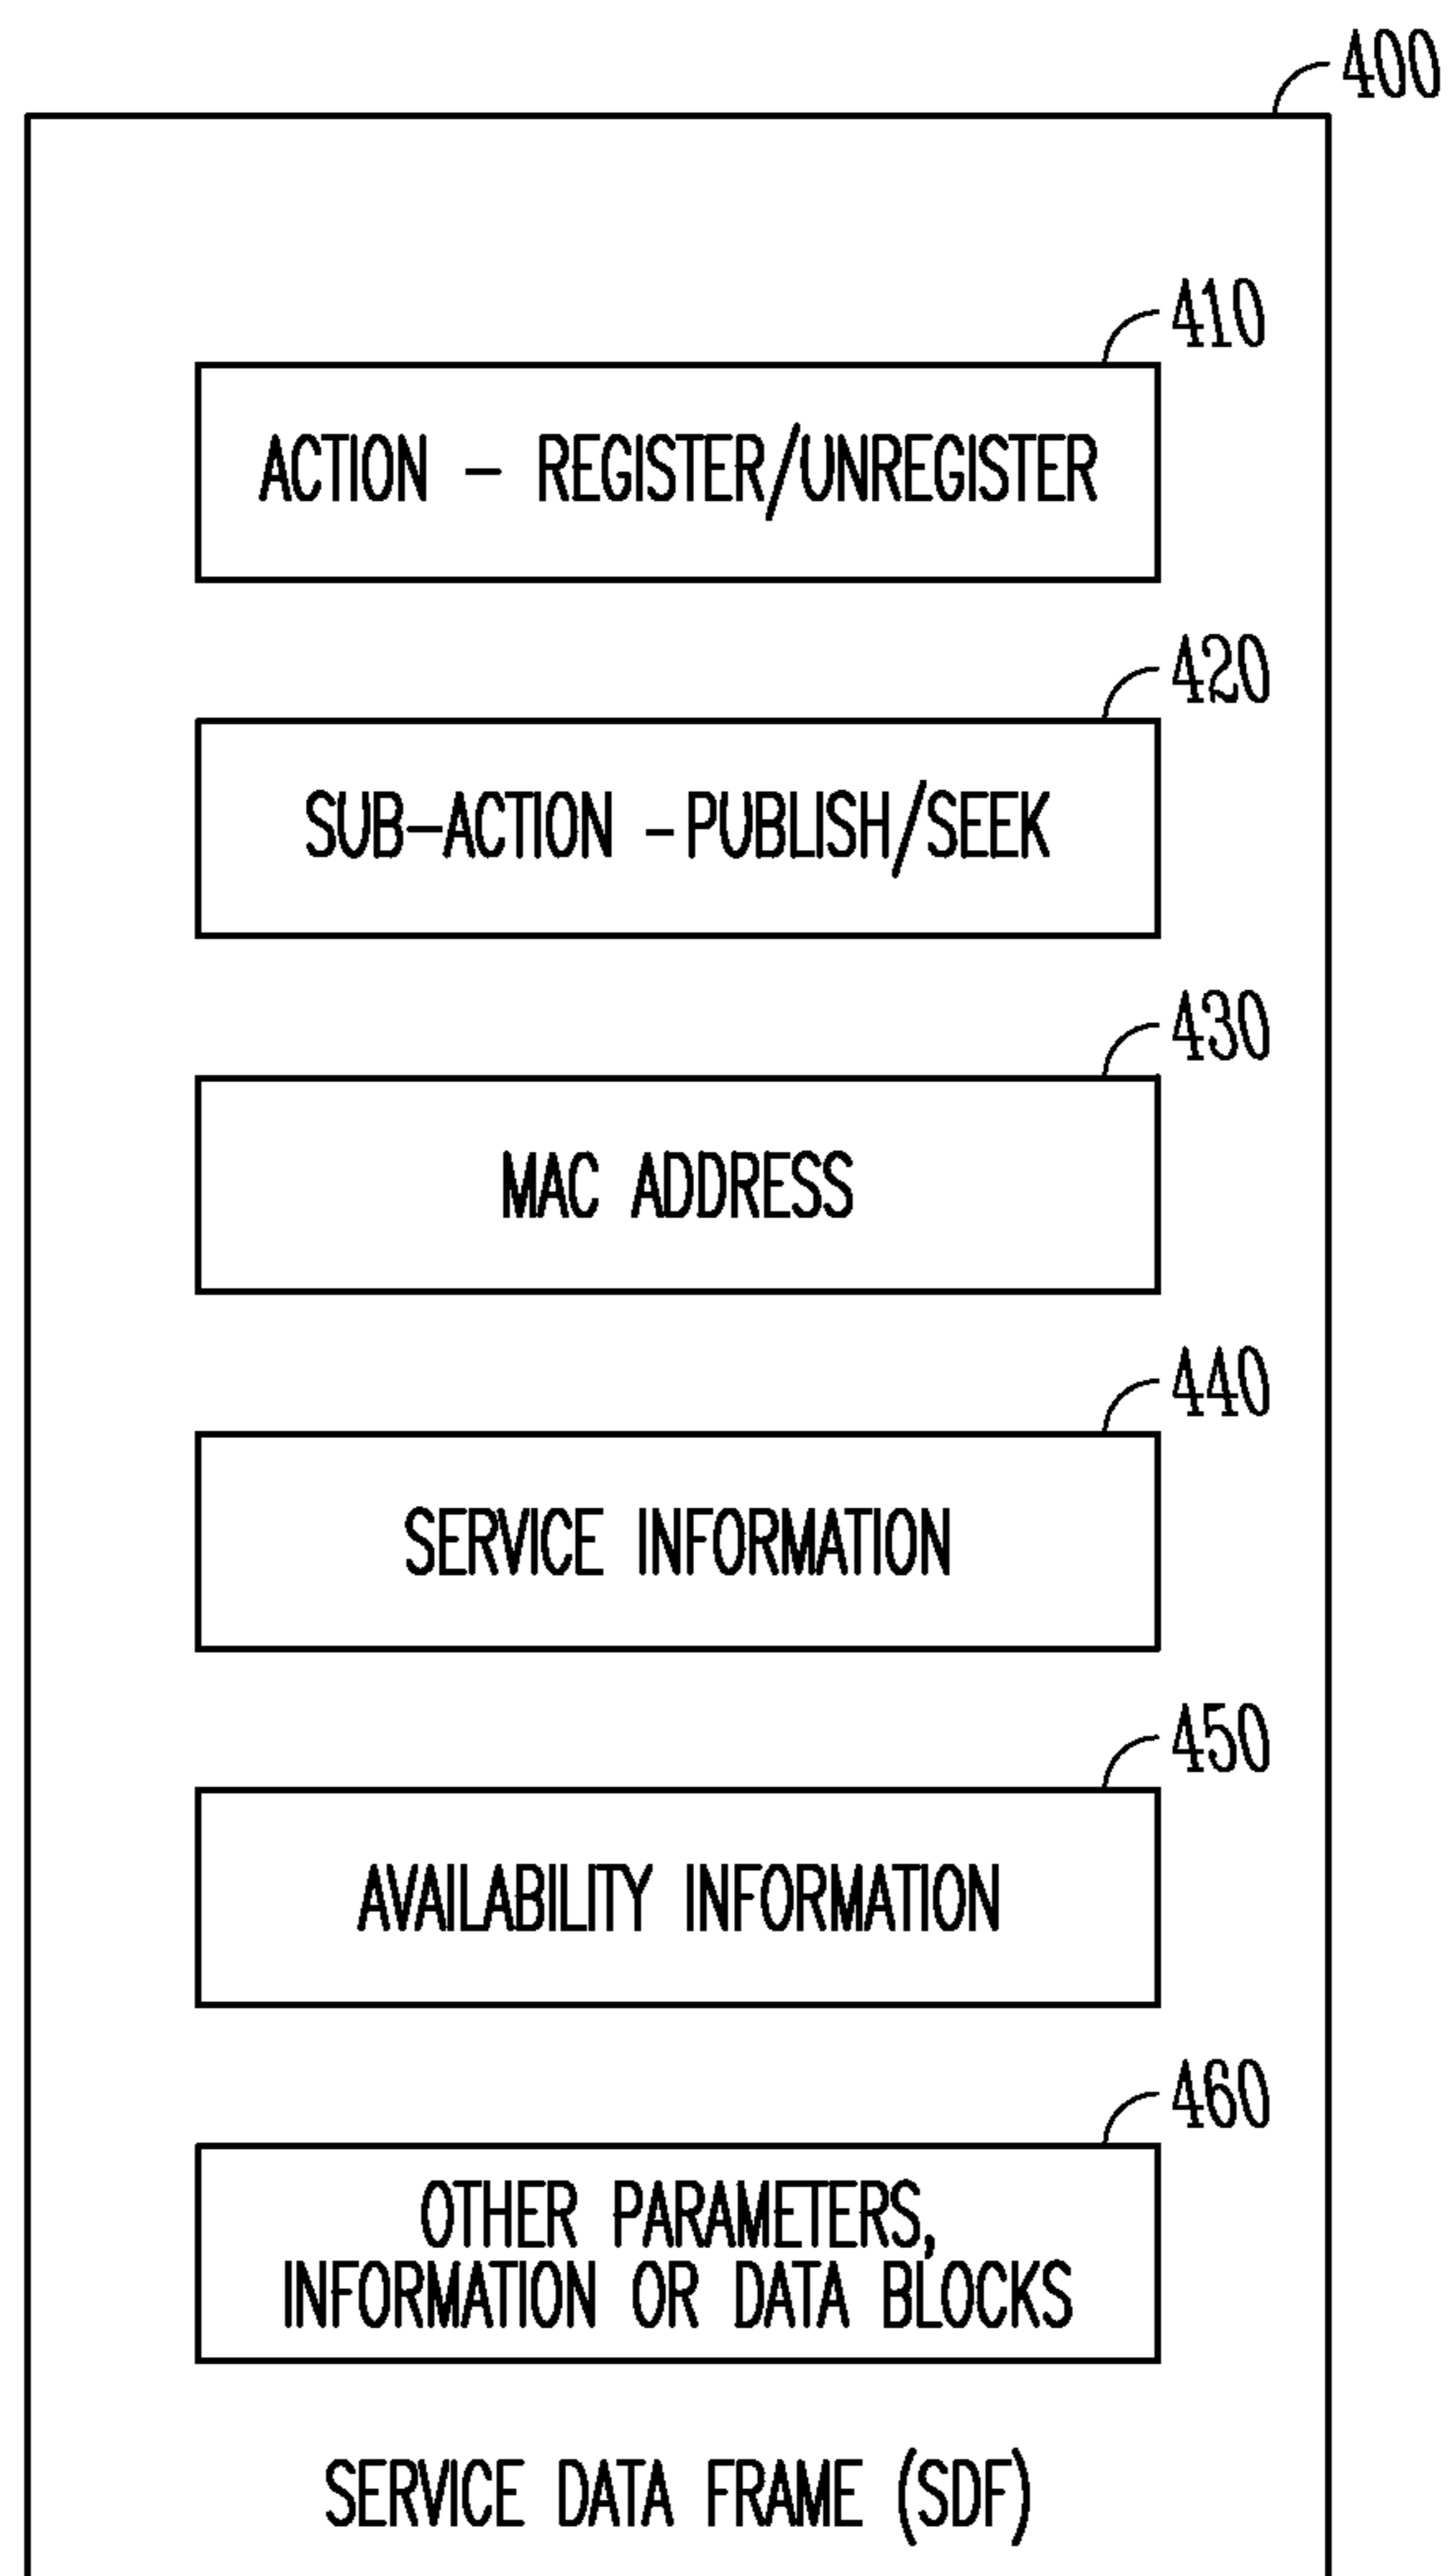 400
410
ACTION - REGISTER/UNREGISTER
420
SUB-ACTION -PUBLISH/SEEK
430
MAC ADDRESS
440
SERVICE INFORMATION
450
AVAILABILITY INFORMATION
460
OTHER PARAMETERS,
INFORMATION OR DATA BLOCKS
SERVICE DATA FRAME (SDF)